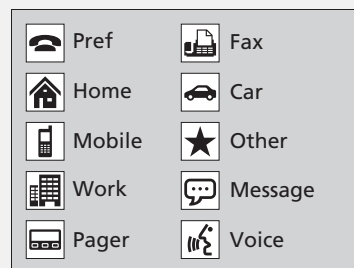 Pref
Home
Mobile
Work
Pager
Fax
Car
Other
Message
Voice